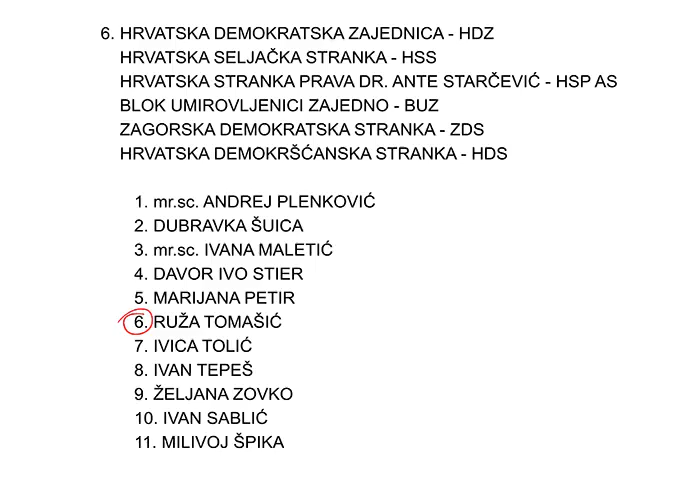 6. HRVATSKA DEMOKRATSKA ZAJEDNICA - HDZ
HRVATSKA SELJAČKA STRANKA - HSS
HRVATSKA STRANKA PRAVA DR. ANTE STARČEVIĆ - HSP AS
BLOK UMIROVLJENICI ZAJEDNO - BUZ
ZAGORSKA DEMOKRATSKA STRANKA - ZDS
HRVATSKA DEMOKRŠĆANSKA STRANKA - HDS
1. mr.sc. ANDREJ PLENKOVIĆ
2. DUBRAVKA ŠUICA
3. mr.sc. IVANA MALETIĆ
4. DAVOR IVO STIER
5. MARIJANA PETIR
6. RUŽA TOMAŠIĆ
7. IVICA TOLIĆ
8. IVAN TEPEŠ
9. ŽELJANA ZOVKO
10. IVAN SABLIĆ
11. MILIVOJ ŠPIKA